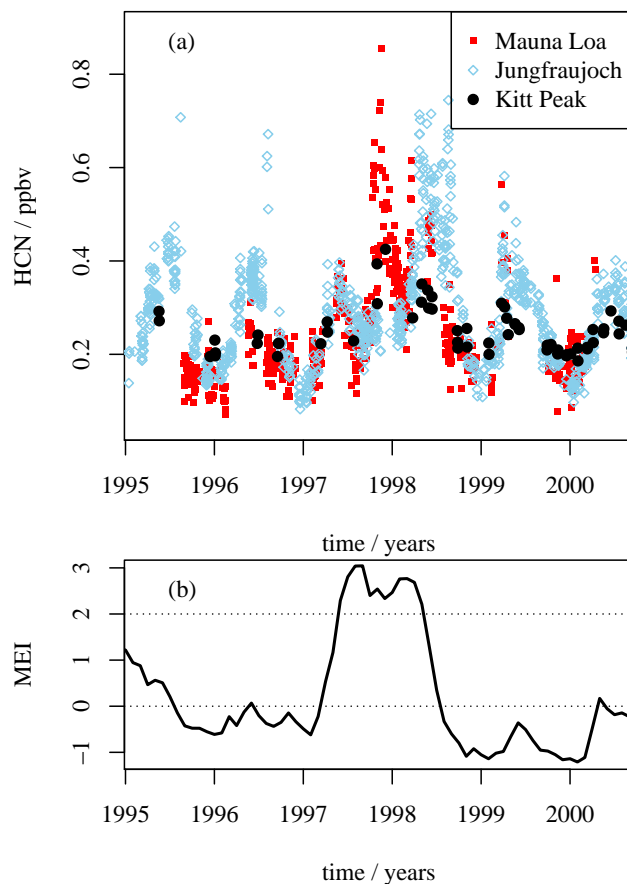 (a)
Mauna Loa
Jungfraujoch
Kitt Peak
HCN / ppbv
0.8
0.6
0.4
0.2
1995 1996 1997 1998 1999 2000
time / years
(b)
MEI
3
2
1
0
−1
1995 1996 1997 1998 1999 2000
time / years